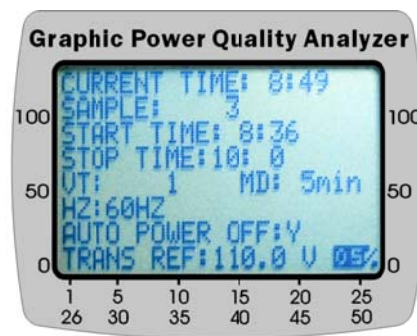 Graphic Power Quality Analyzer
CURRENT TIME: 8:49
SAMPLE: 3
START TIME: 8:36
STOP TIME:10: 0
VT: 1 MD: 5min
HZ:60HZ
AUTO POWER OFF:Y
TRANS REF:110.0 V
100 100
50 50
0 0
1 5 10 15 20 25
26 30 35 40 45 50